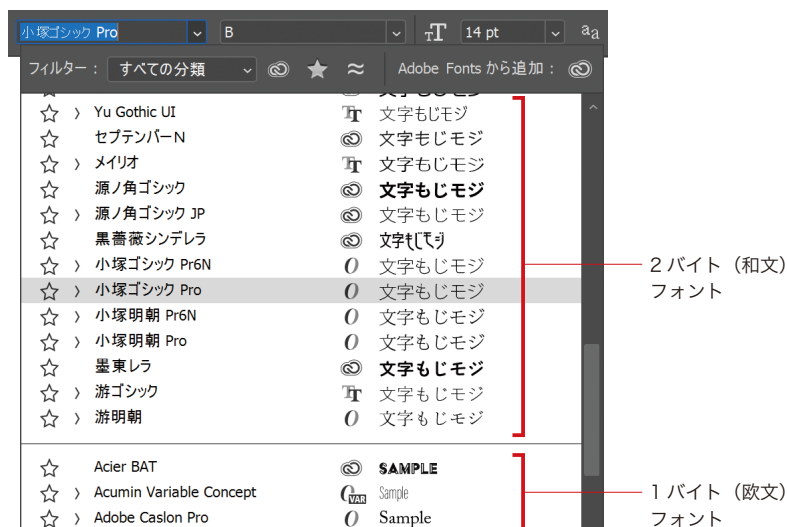 小塚ゴシック Pro B 14 pt
フィルター： すべての分類 Adobe Fonts から追加：
Yu Gothic UI 文字もじモジ
セプテンバーN 文字もじモジ
メイリオ 文字もじモジ
源ノ角ゴシック 文字もじモジ
源ノ角ゴシック JP 文字もじモジ
黒薔薇シンデレラ 文字もじモジ
小塚ゴシック Pr6N 文字もじモジ
小塚ゴシック Pro 文字もじモジ
小塚明朝 Pr6N 文字もじモジ
小塚明朝 Pro 文字もじモジ
墨東レラ 文字もじモジ
游ゴシック 文字もじモジ
游明朝 文字もじモジ
2 バイト（和文）
フォント
Acier BAT SAMPLE
Acumin Variable Concept VAR Sample
Adobe Caslon Pro Sample
1 バイト（欧文）
フォント